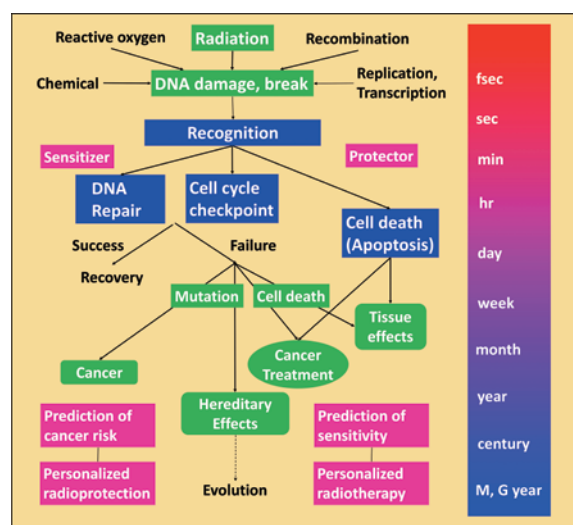 Reactive oxygen
Radiation
Recombination
Chemical
DNA damage, break
Replication,
Transcription
fsec
Recognition
sec
Sensitizer
Protector
min
DNA
Repair
Cell cycle
checkpoint
hr
Cell death
(Apoptosis)
Success
Failure
day
Recovery
Mutation
Cell death
week
Tissue
effects
Cancer
Treatment
month
Cancer
Hereditary
Effects
year
Prediction of
cancer risk
Prediction of
sensitivity
century
Personalized
radioprotection
Personalized
radiotherapy
Evolution
M, G year